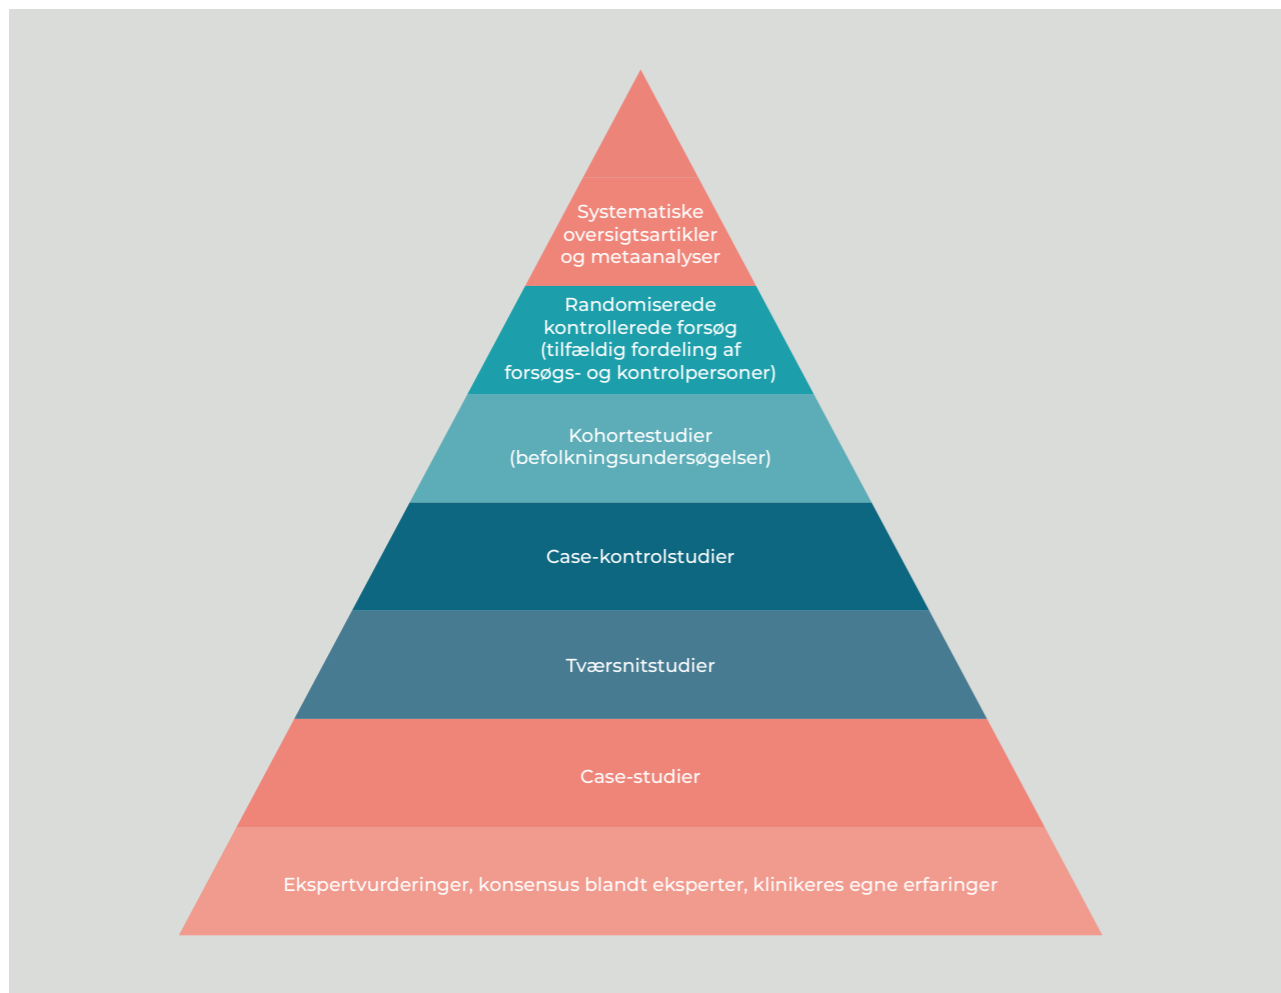 Systematiske
oversigtsartikler
og metaanalyser
Randomiserede
kontrollerede forsøg
(tilfældig fordeling af
forsøgs- og kontrolpersoner)
Kohortestudier
(befolkningsundersøgelser)
Case-kontrolstudier
Tværsnitstudier
Case-studier
Ekspertvurderinger, konsensus blandt eksperter, klinikeres egne erfaringer